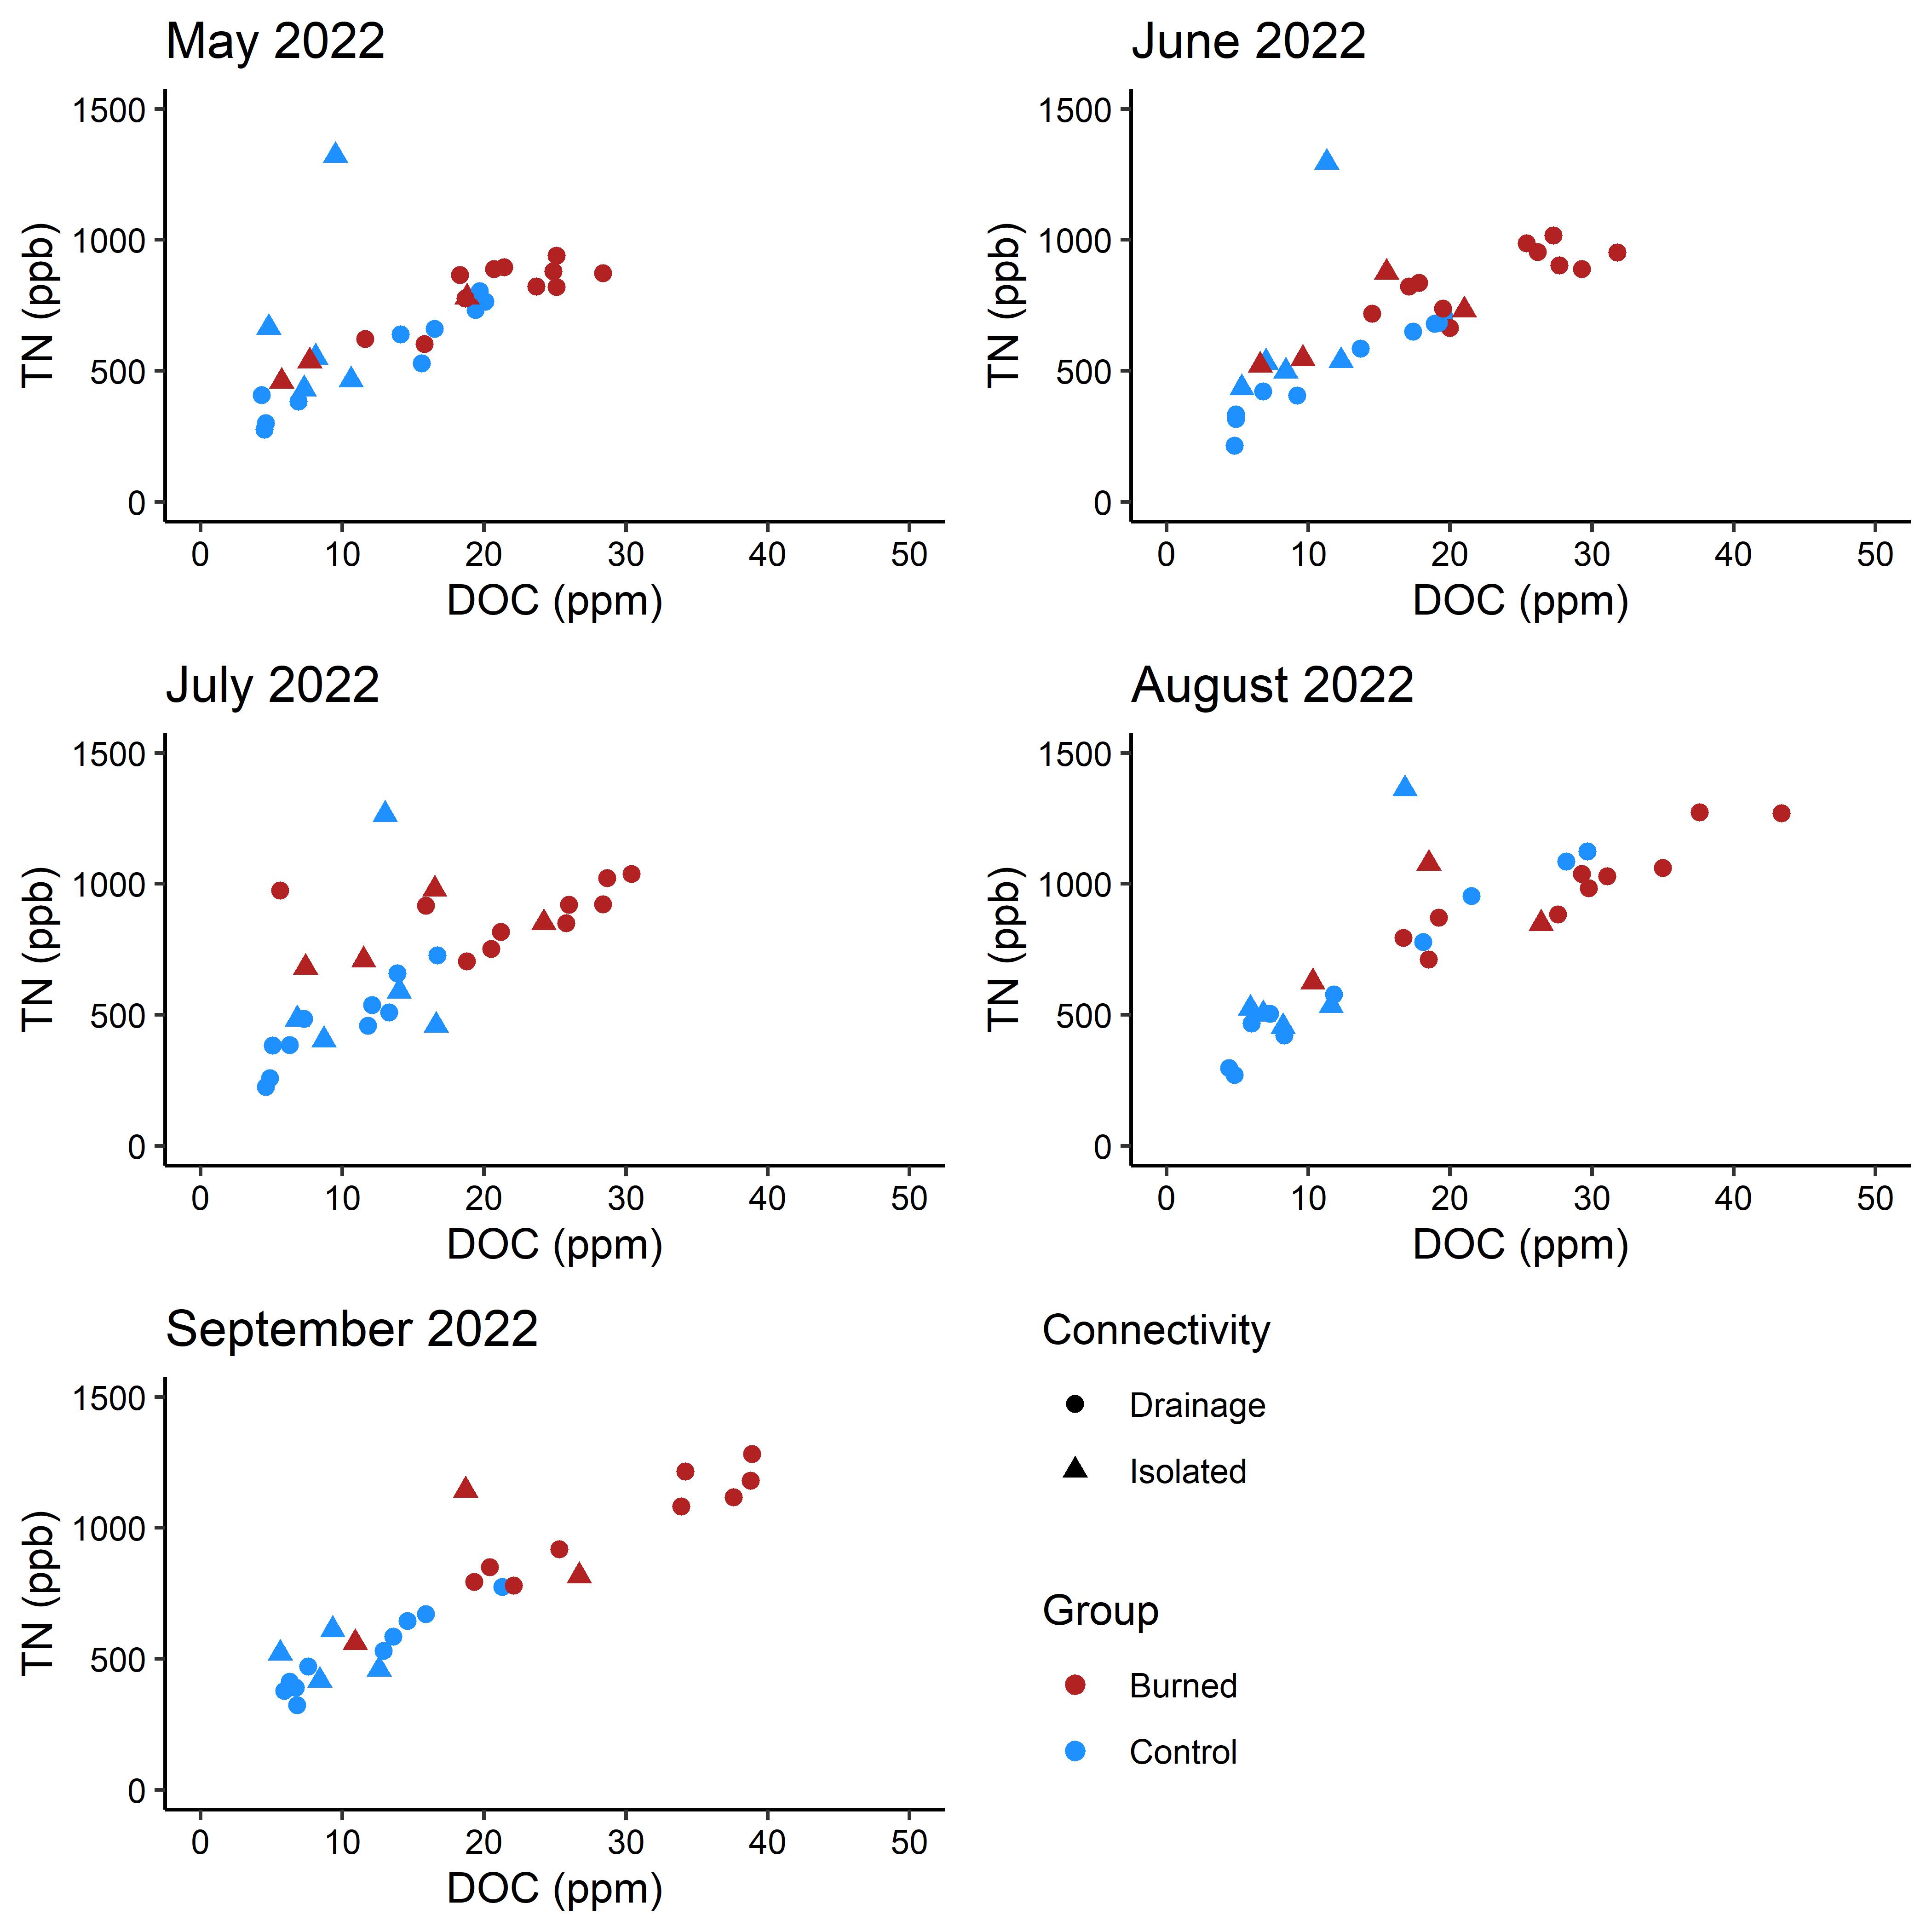 May 2022
1500
1000
500
0
TN (ppb)
0 10 20 30 40 50
DOC (ppm)
June 2022
1500
1000
500
0
TN (ppb)
0 10 20 30 40 50
DOC (ppm)
July 2022
1500
1000
500
0
TN (ppb)
0 10 20 30 40 50
DOC (ppm)
August 2022
1500
1000
500
0
TN (ppb)
0 10 20 30 40 50
DOC (ppm)
September 2022
1500
1000
500
0
TN (ppb)
0 10 20 30 40 50
DOC (ppm)
Connectivity
Drainage
Isolated
Group
Burned
Control